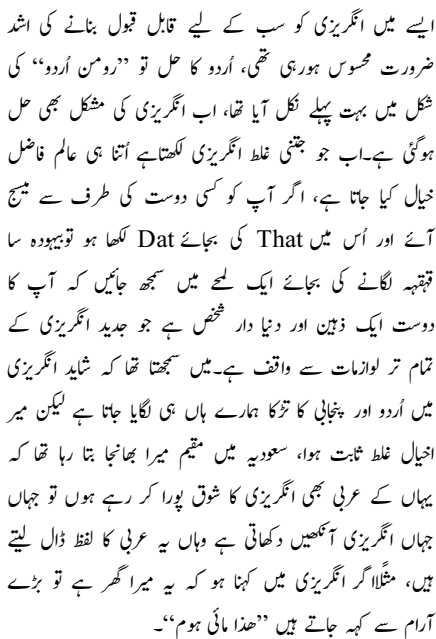 ایسے میں انگریزی کو سب کے لیے قابل قبول بنانے کی اشد
ضرورت محسوس ہورہی تھی، اُردو کا حل تو ’’رومن اُردو‘‘ کی
شکل میں بہت پہلے نکل آیا تھا، اب انگریزی کی مشکل بھی حل
ہوگئی ہے۔اب جو جتنی غلط انگریزی لکھتاہے اُتنا ہی عالم فاضل
خیال کیا جاتا ہے، اگر آپ کو کسی دوست کی طرف سے میسج
آئے اور اُس میں That کی بجائے Dat لکھا ہو توبیہودہ سا
قہقہہ لگانے کی بجائے ایک لمحے میں سمجھ جائیں کہ آپ کا
دوست ایک ذہین اور دنیا دار شخص ہے جو جدید انگریزی کے
تمام تر لوازمات سے واقف ہے۔میں سمجھتا تھا کہ شاید انگریزی
میں اُردو اور پنجابی کا تڑکا ہمارے ہاں ہی لگایا جاتا ہے لیکن میر
اخیال غلط ثابت ہوا، سعودیہ میں مقیم میرا بھانجا بتا رہا تھا کہ
یہاں کے عربی بھی انگریزی کا شوق پورا کر رہے ہوں تو جہاں
جہاں انگریزی آنکھیں دکھاتی ہے وہاں یہ عربی کا لفظ ڈال لیتے
ہیں، مثلًااگر انگریزی میں کہنا ہو کہ یہ میرا گھر ہے تو بڑے
آرام سے کہہ جاتے ہیں ’’ھذا مائی ہوم‘‘۔